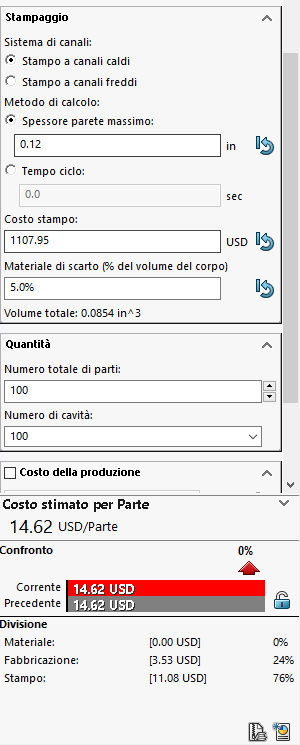 Stampaggio
Sistema di canali:
Stampo a canali caldi
Stampo a canali freddi
Metodo di calcolo:
Spessore parete massimo:
0.12 in
Tempo ciclo:
0.0 sec
Costo stampo:
1107.95 USD
Materiale di scarto (% del volume del corpo)
5.0%
Volume totale: 0.0854 in^3
Quantità
Numero totale di parti:
100
Numero di cavità:
100
Costo della produzione
Costo stimato per Parte
14.62 USD/Parte
Confronto 0%
Corrente 14.62 USD
Precedente 14.62 USD
Divisione
Materiale: [0.00 USD] 0%
Fabbricazione: [3.53 USD] 24%
Stampo: [11.08 USD] 76%